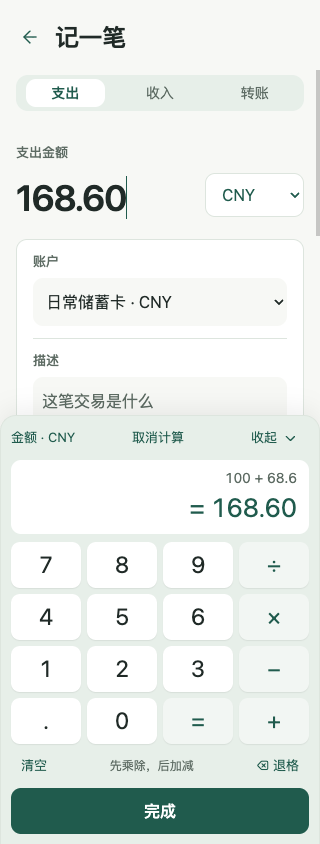 记一笔
支出 收入 转账
支出金额
168.60 CNY
账户
日常储蓄卡 · CNY
描述
这笔交易是什么
金额 · CNY 取消计算 收起
100 + 68.6
= 168.60
7 8 9 ÷
4 5 6 ×
1 2 3 −
. 0 = +
清空 先乘除，后加减 退格
完成